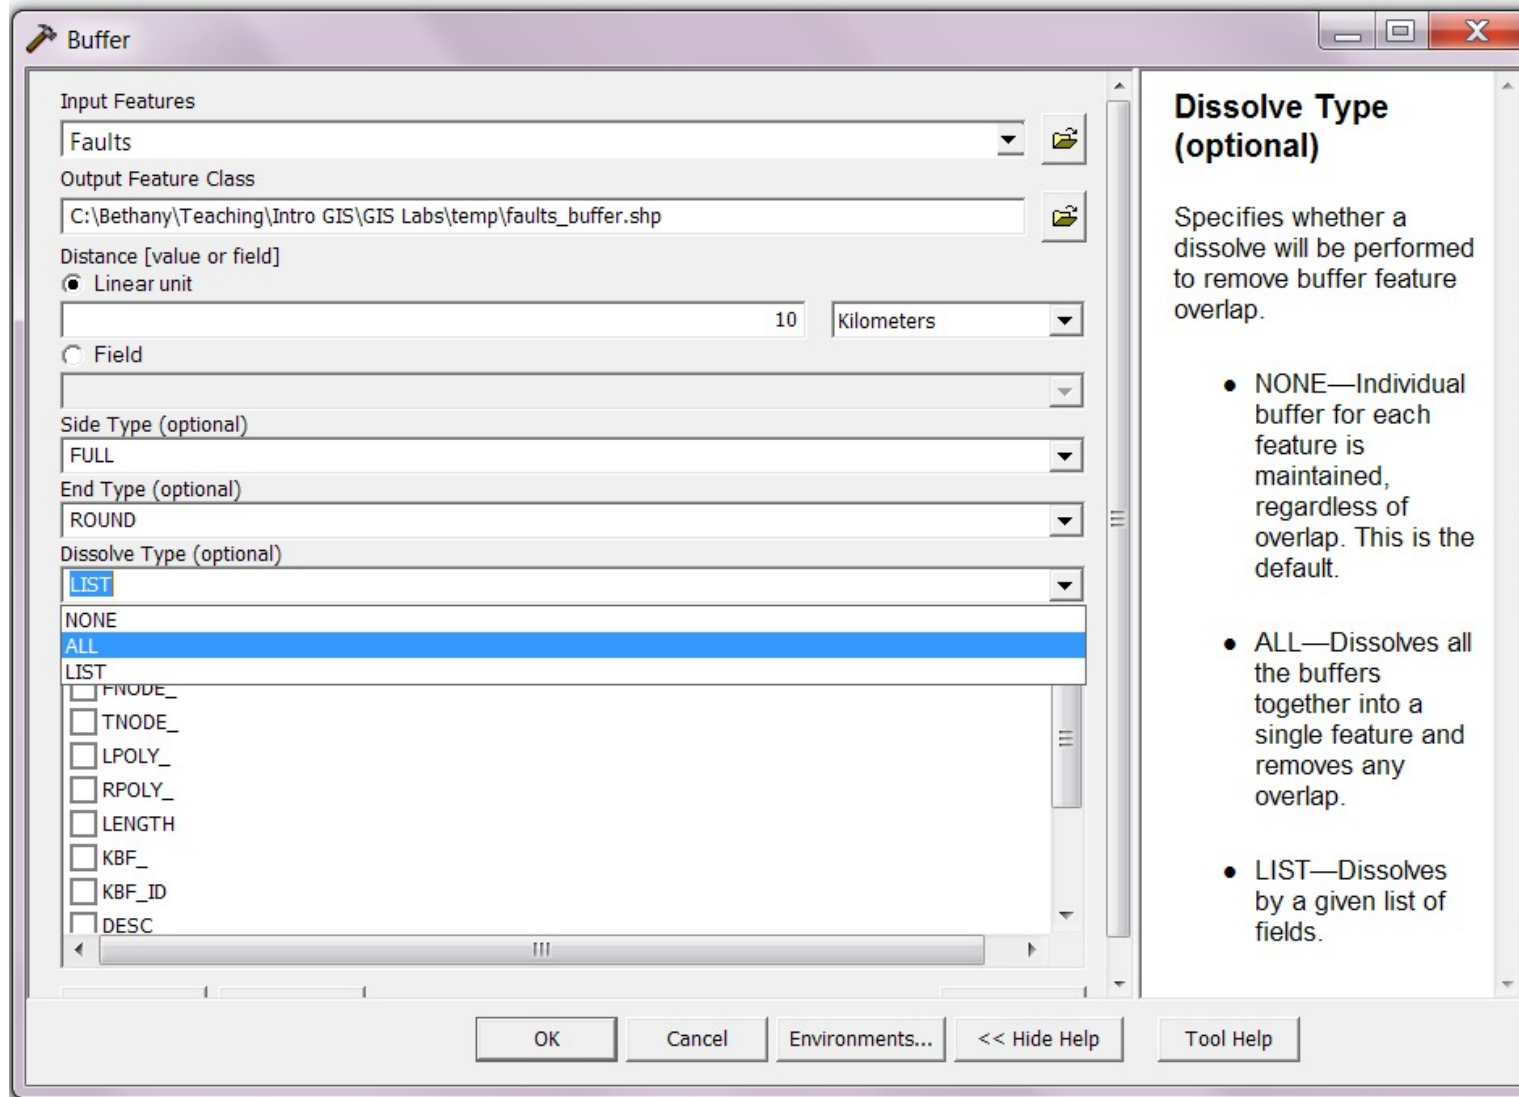 Buffer
Input Features
Faults
Output Feature Class
C:\Bethany\Teaching\Intro GIS\GIS Labs\temp\faults_buffer.shp
Distance [value or field]
Linear unit
10 Kilometers
Field
Side Type (optional)
FULL
End Type (optional)
ROUND
Dissolve Type (optional)
LIST
NONE
ALL
LIST
FNODE_
TNODE_
LPOLY_
RPOLY_
LENGTH
KBF_
KBF_ID
DESC
OK Cancel Environments... << Hide Help Tool Help
Dissolve Type
(optional)
Specifies whether a
dissolve will be performed
to remove buffer feature
overlap.
● NONE—Individual
buffer for each
feature is
maintained,
regardless of
overlap. This is the
default.
● ALL—Dissolves all
the buffers
together into a
single feature and
removes any
overlap.
● LIST—Dissolves
by a given list of
fields.